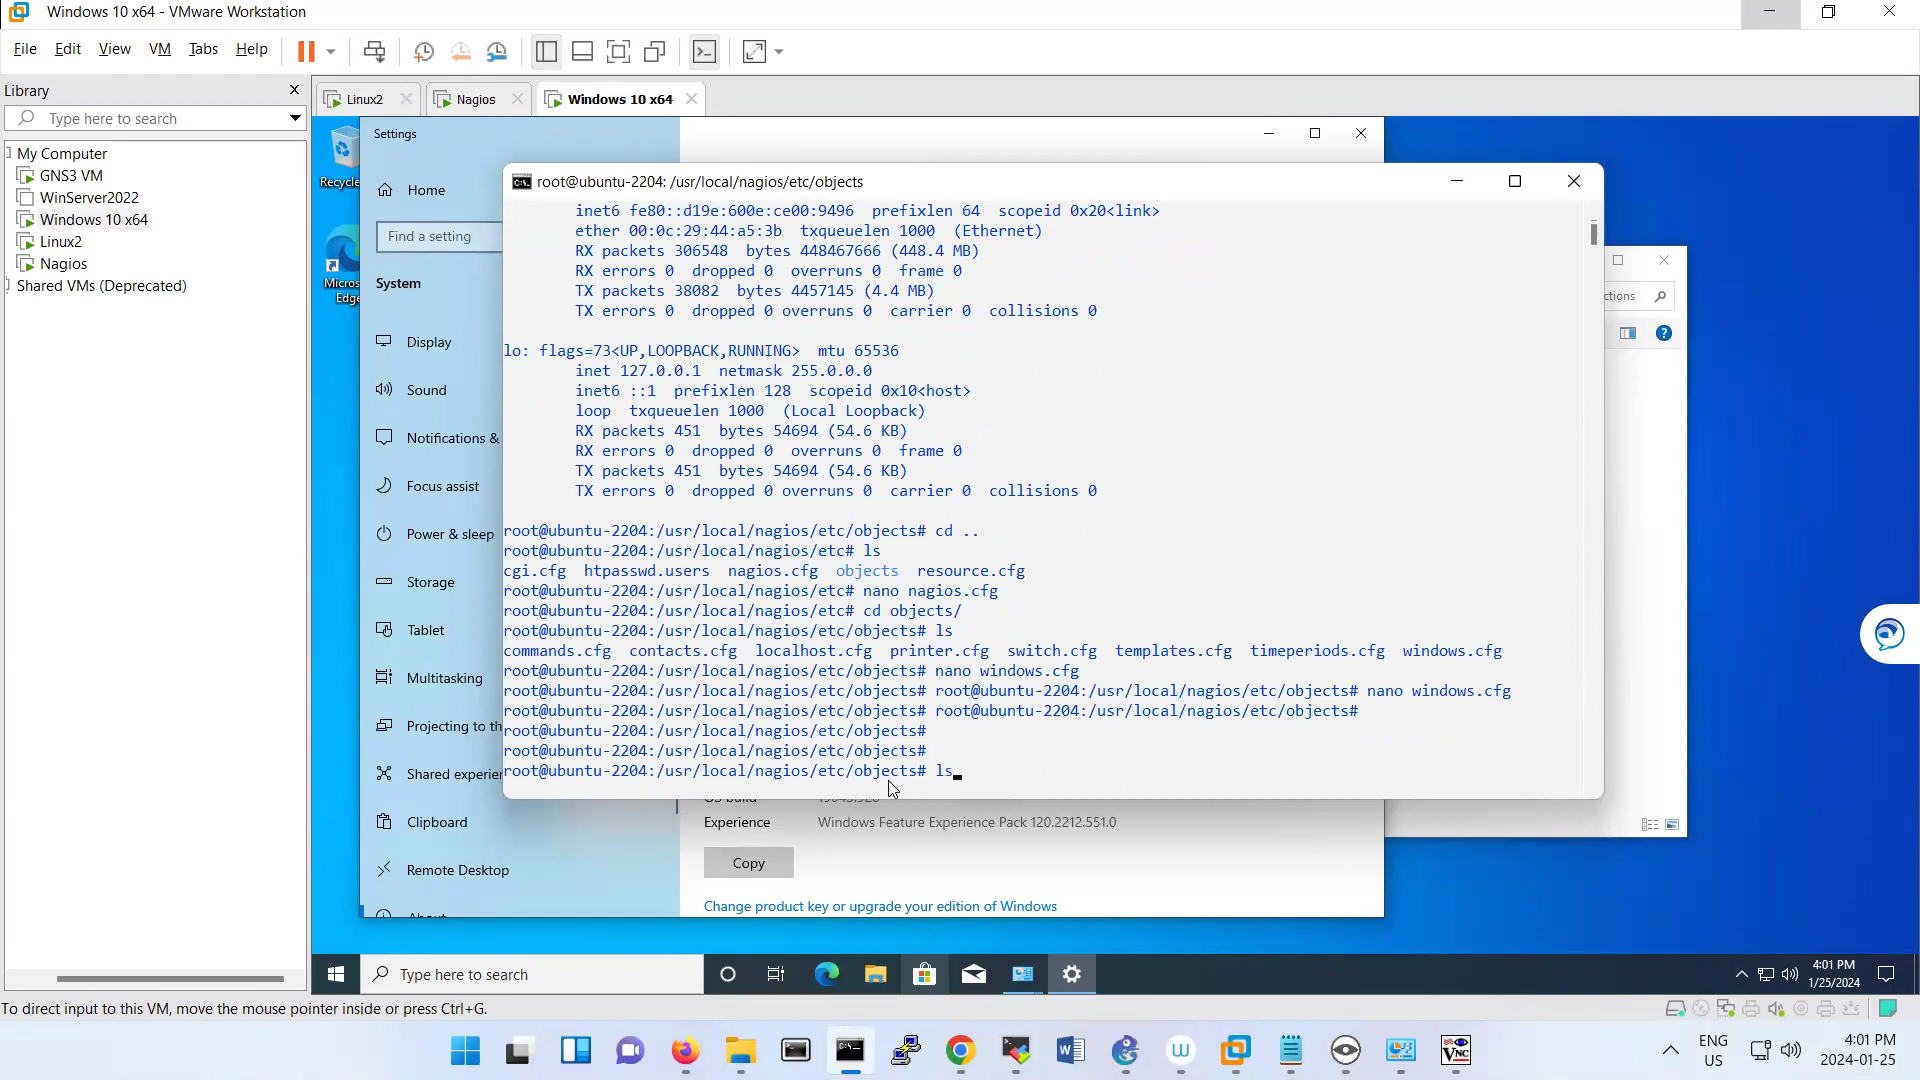 Windows 10 x64 - VMware Workstation
File Edit View VM Tabs Help
Library
Type here to search
My Computer
GNS3 VM
WinServer2022
Windows 10 x64
Linux2
Nagios
Shared VMs (Deprecated)
Linux2 Nagios Windows 10 x64
Recycle
Micros
Edge
Settings
Home
Find a setting
System
Display
Sound
Notifications &
Focus assist
Power & sleep
Storage
Tablet
Multitasking
Projecting to th
Shared experien
Clipboard
Remote Desktop
About
root@ubuntu-2204: /usr/local/nagios/etc/objects
inet6 fe80::d19e:600e:ce00:9496 prefixlen 64 scopeid 0x20<link>
ether 00:0c:29:44:a5:3b txqueuelen 1000 (Ethernet)
RX packets 306548 bytes 448467666 (448.4 MB)
RX errors 0 dropped 0 overruns 0 frame 0
TX packets 38082 bytes 4457145 (4.4 MB)
TX errors 0 dropped 0 overruns 0 carrier 0 collisions 0
lo: flags=73<UP,LOOPBACK,RUNNING> mtu 65536
inet 127.0.0.1 netmask 255.0.0.0
inet6 ::1 prefixlen 128 scopeid 0x10<host>
loop txqueuelen 1000 (Local Loopback)
RX packets 451 bytes 54694 (54.6 KB)
RX errors 0 dropped 0 overruns 0 frame 0
TX packets 451 bytes 54694 (54.6 KB)
TX errors 0 dropped 0 overruns 0 carrier 0 collisions 0
root@ubuntu-2204:/usr/local/nagios/etc/objects# cd ..
root@ubuntu-2204:/usr/local/nagios/etc# ls
cgi.cfg htpasswd.users nagios.cfg objects resource.cfg
root@ubuntu-2204:/usr/local/nagios/etc# nano nagios.cfg
root@ubuntu-2204:/usr/local/nagios/etc# cd objects/
root@ubuntu-2204:/usr/local/nagios/etc/objects# ls
commands.cfg contacts.cfg localhost.cfg printer.cfg switch.cfg templates.cfg timeperiods.cfg windows.cfg
root@ubuntu-2204:/usr/local/nagios/etc/objects# nano windows.cfg
root@ubuntu-2204:/usr/local/nagios/etc/objects# root@ubuntu-2204:/usr/local/nagios/etc/objects# nano windows.cfg
root@ubuntu-2204:/usr/local/nagios/etc/objects# root@ubuntu-2204:/usr/local/nagios/etc/objects#
root@ubuntu-2204:/usr/local/nagios/etc/objects#
root@ubuntu-2204:/usr/local/nagios/etc/objects#
root@ubuntu-2204:/usr/local/nagios/etc/objects# ls
ctions
Experience Windows Feature Experience Pack 120.2212.551.0
Copy
Change product key or upgrade your edition of Windows
Type here to search
4:01 PM
1/25/2024
To direct input to this VM, move the mouse pointer inside or press Ctrl+G.
ENG
US
4:01 PM
2024-01-25